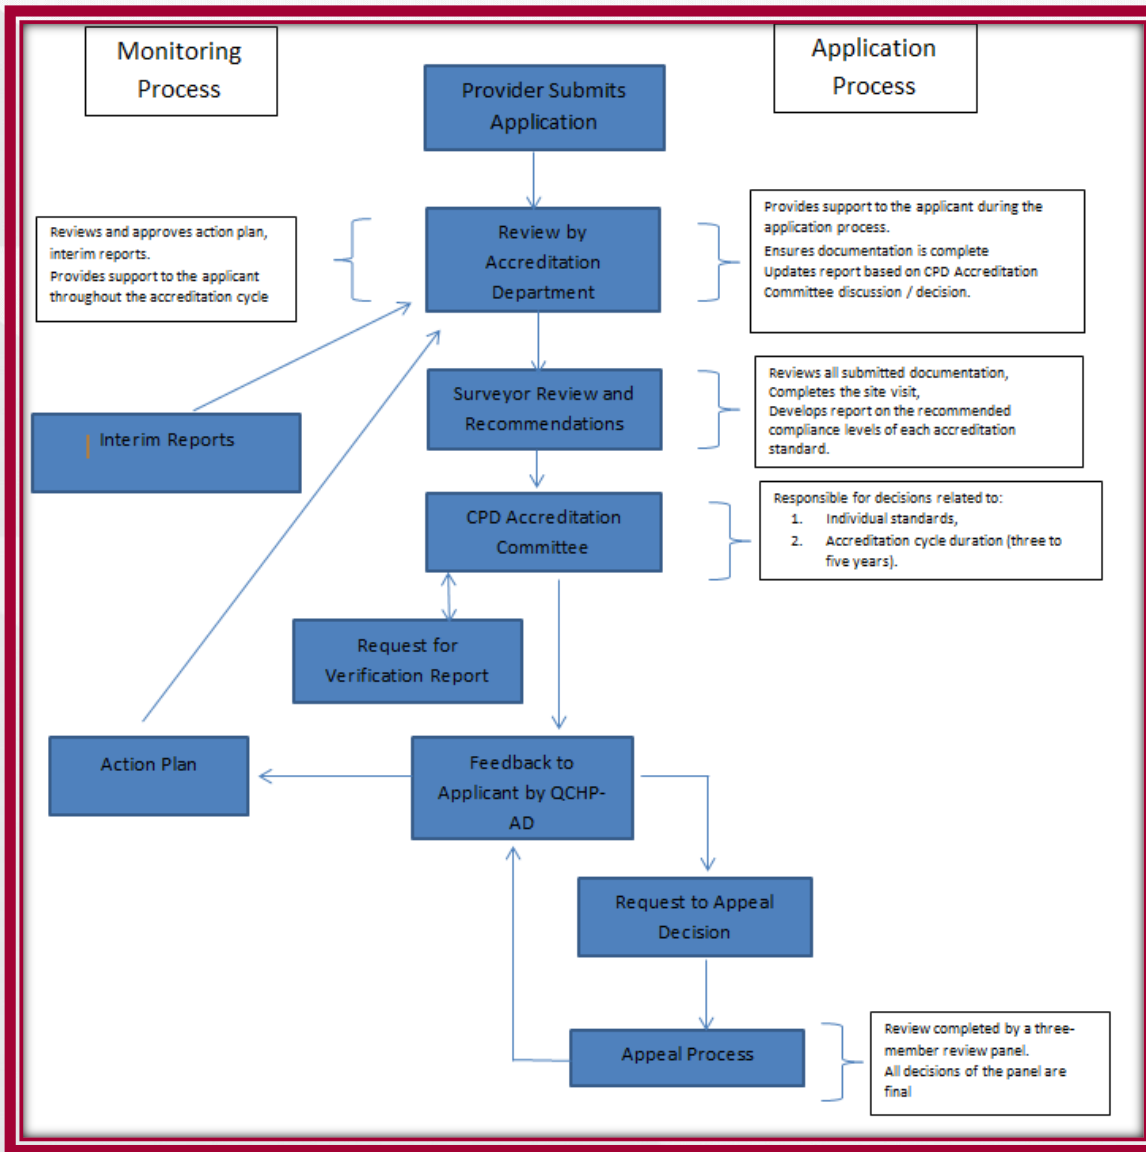 Monitoring
Process
Application
Process
Provider Submits
Application
Reviews and approves action plan,
interim reports.
Provides support to the applicant
throughout the accreditation cycle
Review by
Accreditation
Department
Provides support to the applicant during the
application process.
Ensures documentation is complete
Updates report based on CPD Accreditation
Committee discussion / decision.
Surveyor Review and
Recommendations
Reviews all submitted documentation,
Completes the site visit,
Develops report on the recommended
compliance levels of each accreditation
standard.
Interim Reports
CPD Accreditation
Committee
Responsible for decisions related to:
1. Individual standards,
2. Accreditation cycle duration (three to
five years).
Request for
Verification Report
Action Plan
Feedback to
Applicant by QCHP-
AD
Request to Appeal
Decision
Appeal Process
Review completed by a three-
member review panel.
All decisions of the panel are
final